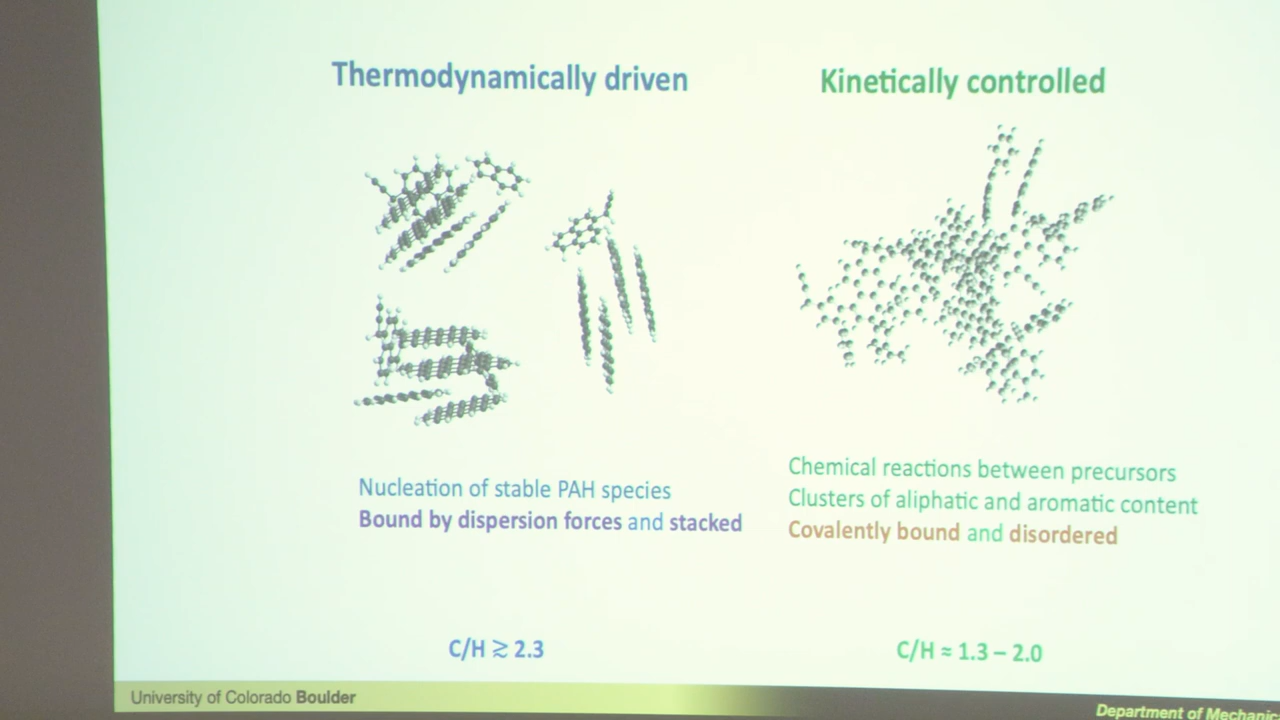 Thermodynamically driven
Kinetically controlled
Nucleation of stable PAH species
Bound by dispersion forces and stacked
Chemical reactions between precursors
Clusters of aliphatic and aromatic content
Covalently bound and disordered
C/H ≳ 2.3
C/H ≈ 1.3 – 2.0
University of Colorado Boulder
Department of